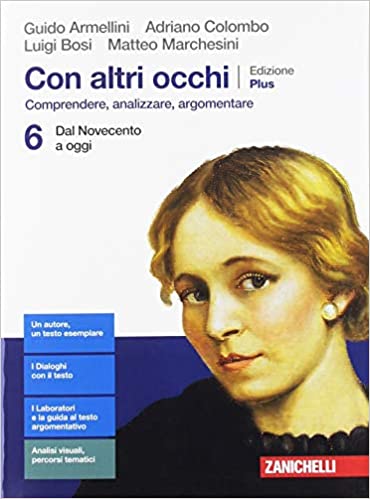 Guido Armellini Adriano Colombo
Luigi Bosi Matteo Marchesini
Con altri occhi | Edizione Plus
Comprendere, analizzare, argomentare
6 Dal Novecento
a oggi
Un autore,
un testo esemplare
I Dialoghi
con il testo
I Laboratori
e la guida al testo
argomentativo
Analisi visuali,
percorsi tematici
ZANICHELLI